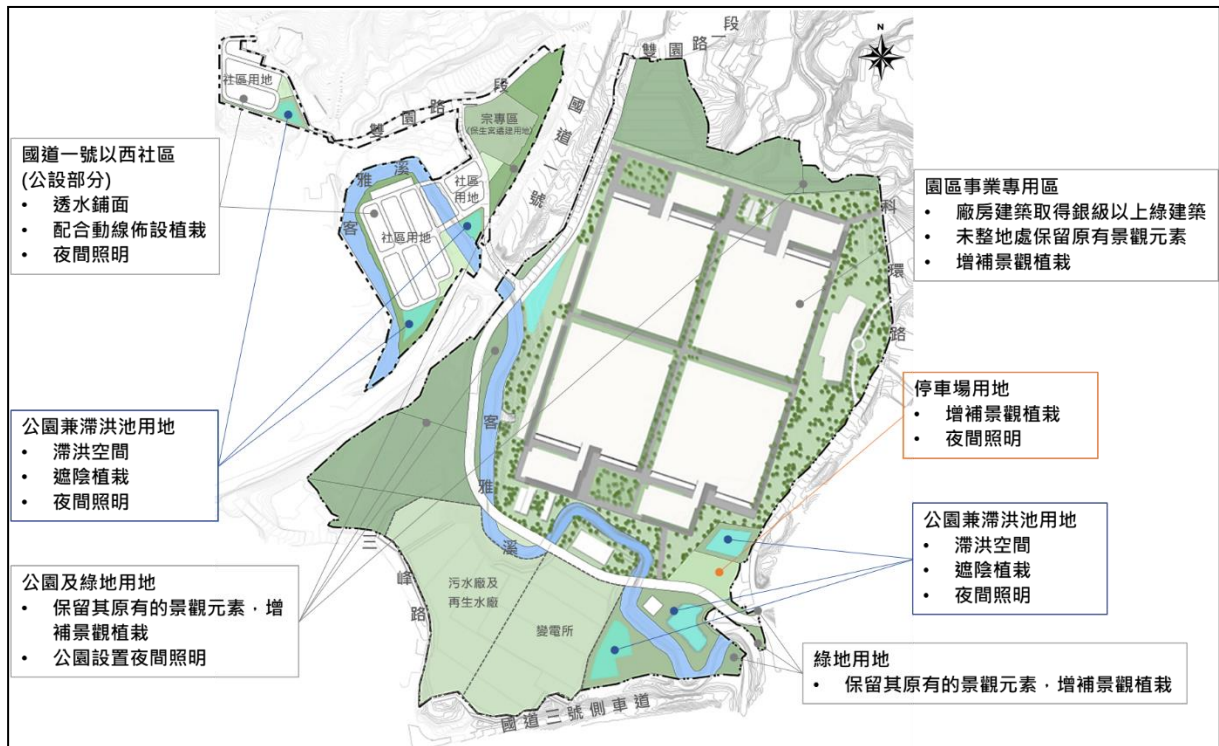 國道一號以西社區
(公設部分)
• 透水鋪面
• 配合動線佈設植栽
• 夜間照明
公園兼滯洪池用地
• 滯洪空間
• 遮陰植栽
• 夜間照明
公園及綠地用地
• 保留其原有的景觀元素，增
補景觀植栽
• 公園設置夜間照明
社區用地
雙園路一段
宗專區
(保生宮遷建用地)
國道一號
雅
客
溪
社區
用地
社區用地
雙園路一段
N
科
環
路
客
雅
溪
三
峰
路
污水廠及
再生水廠
變電所
國道三號側車道
園區事業專用區
• 廠房建築取得銀級以上綠建築
• 未整地處保留原有景觀元素
• 增補景觀植栽
停車場用地
• 增補景觀植栽
• 夜間照明
公園兼滯洪池用地
• 滯洪空間
• 遮陰植栽
• 夜間照明
綠地用地
• 保留其原有的景觀元素，增補景觀植栽